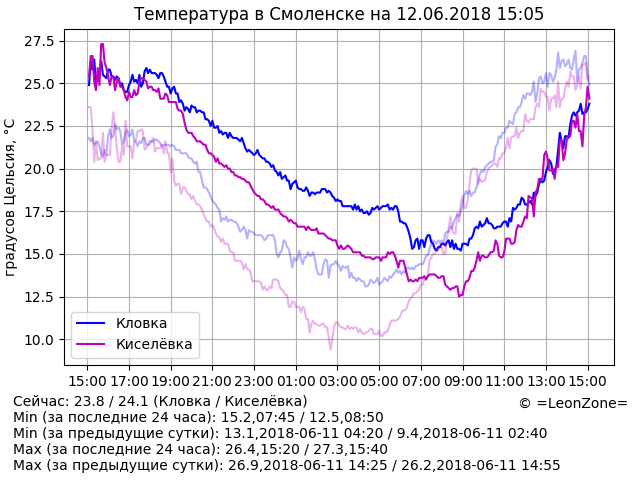 Температура в Смоленске на 12.06.2018 15:05
27.5
25.0
22.5
20.0
17.5
15.0
12.5
10.0
градусов Цельсия, °C
Кловка
Киселёвка
15:00 17:00 19:00 21:00 23:00 01:00 03:00 05:00 07:00 09:00 11:00 13:00 15:00
Сейчас: 23.8 / 24.1 (Кловка / Киселёвка)
© =LeonZone=
Min (за последние 24 часа): 15.2,07:45 / 12.5,08:50
Min (за предыдущие сутки): 13.1,2018-06-11 04:20 / 9.4,2018-06-11 02:40
Max (за последние 24 часа): 26.4,15:20 / 27.3,15:40
Max (за предыдущие сутки): 26.9,2018-06-11 14:25 / 26.2,2018-06-11 14:55